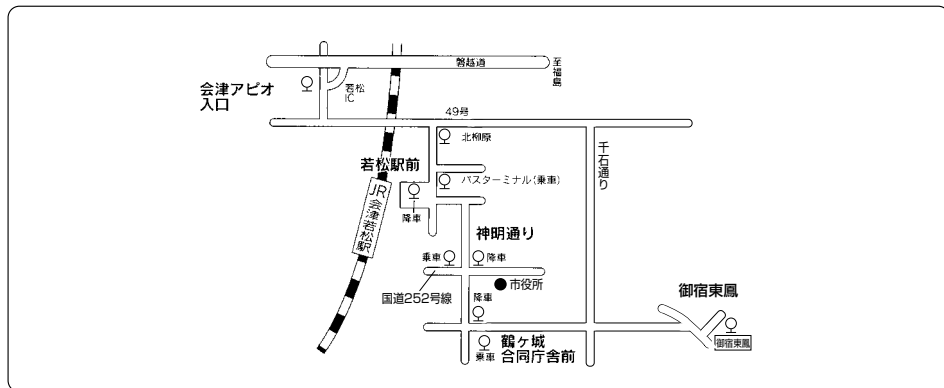 磐越道
至福島
会津アピオ
入口
若松
IC
49号
北柳原
千石通り
若松駅前
バスターミナル(乗車)
JR会津若松駅
降車
神明通り
乗車
降車
市役所
国道252号線
降車
御宿東鳳
御宿東鳳
鶴ヶ城
合同庁舎前
乗車